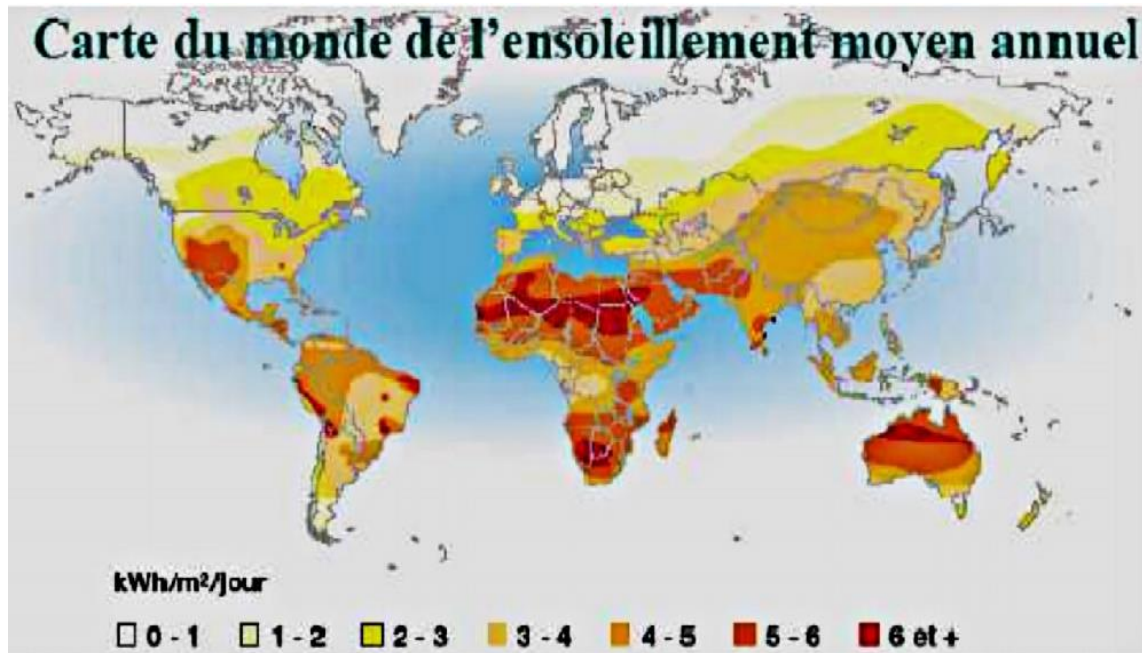 Carte du monde de l'ensoleillement moyen annuel
kWh/m²/jour
0 - 1
1 - 2
2 - 3
3 - 4
4 - 5
5 - 6
6 et +